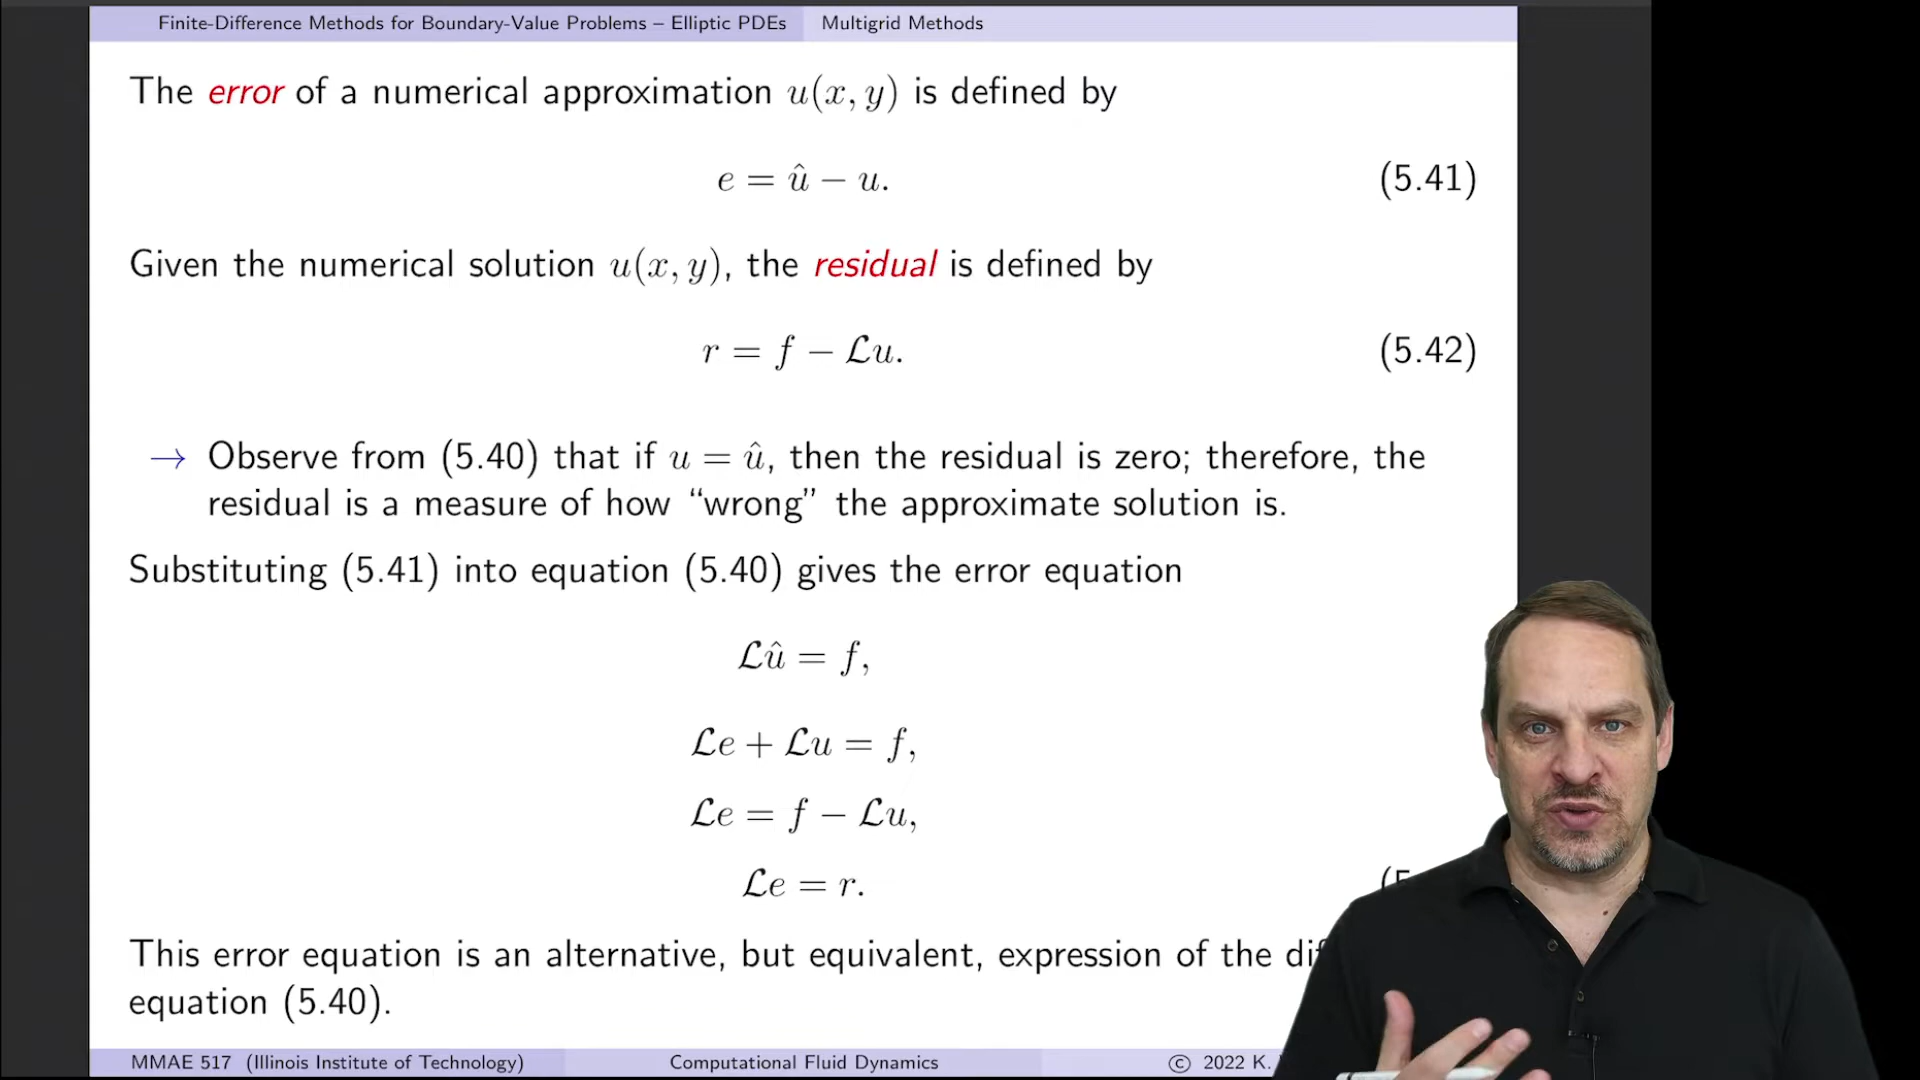 Finite-Difference Methods for Boundary-Value Problems – Elliptic PDEs Multigrid Methods
The error of a numerical approximation u(x, y) is defined by
e = û − u. (5.41)
Given the numerical solution u(x, y), the residual is defined by
r = f − ℒu. (5.42)
→ Observe from (5.40) that if u = û, then the residual is zero; therefore, the
residual is a measure of how “wrong” the approximate solution is.
Substituting (5.41) into equation (5.40) gives the error equation
ℒû = f,
ℒe + ℒu = f,
ℒe = f − ℒu,
ℒe = r.
This error equation is an alternative, but equivalent, expression of the
equation (5.40).
MMAE 517 (Illinois Institute of Technology) Computational Fluid Dynamics © 2022 K.